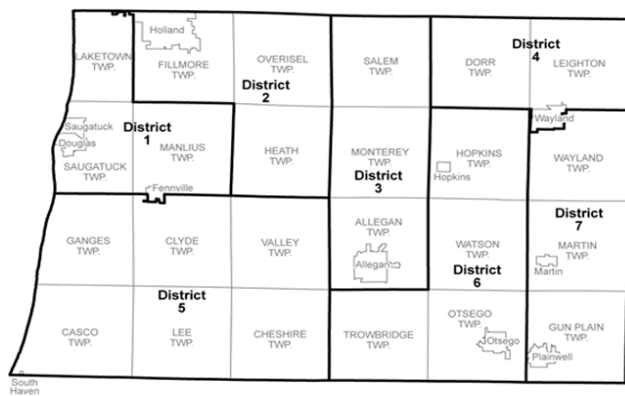 Holland
LAKETOWN
TWP.
FILLMORE
TWP.
OVERISEL
TWP.
SALEM
TWP.
DORR
TWP.
LEIGHTON
TWP.
District
2
District
4
Saugatuck
Douglas
SAUGATUCK
TWP.
District
1
MANLIUS
TWP.
Fennville
HEATH
TWP.
MONTEREY
TWP.
District
3
HOPKINS
TWP.
Hopkins
Wayland
WAYLAND
TWP.
GANGES
TWP.
CLYDE
TWP.
VALLEY
TWP.
ALLEGAN
TWP.
Allegan
WATSON
TWP.
District
6
District
7
MARTIN
TWP.
Martin
District
5
CASCO
TWP.
LEE
TWP.
CHESHIRE
TWP.
TROWBRIDGE
TWP.
OTSEGO
TWP.
Otsego
GUN PLAIN
TWP.
Plainwell
South
Haven